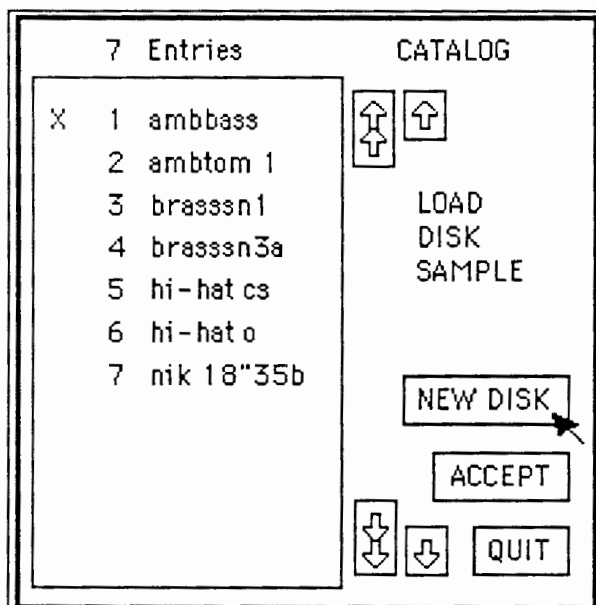 7 Entries
CATALOG
X 1 ambbass
2 ambtom 1
3 brasssn1
4 brasssn3a
5 hi-hat cs
6 hi-hat o
7 nik 18"35b
LOAD
DISK
SAMPLE
NEW DISK
ACCEPT
QUIT